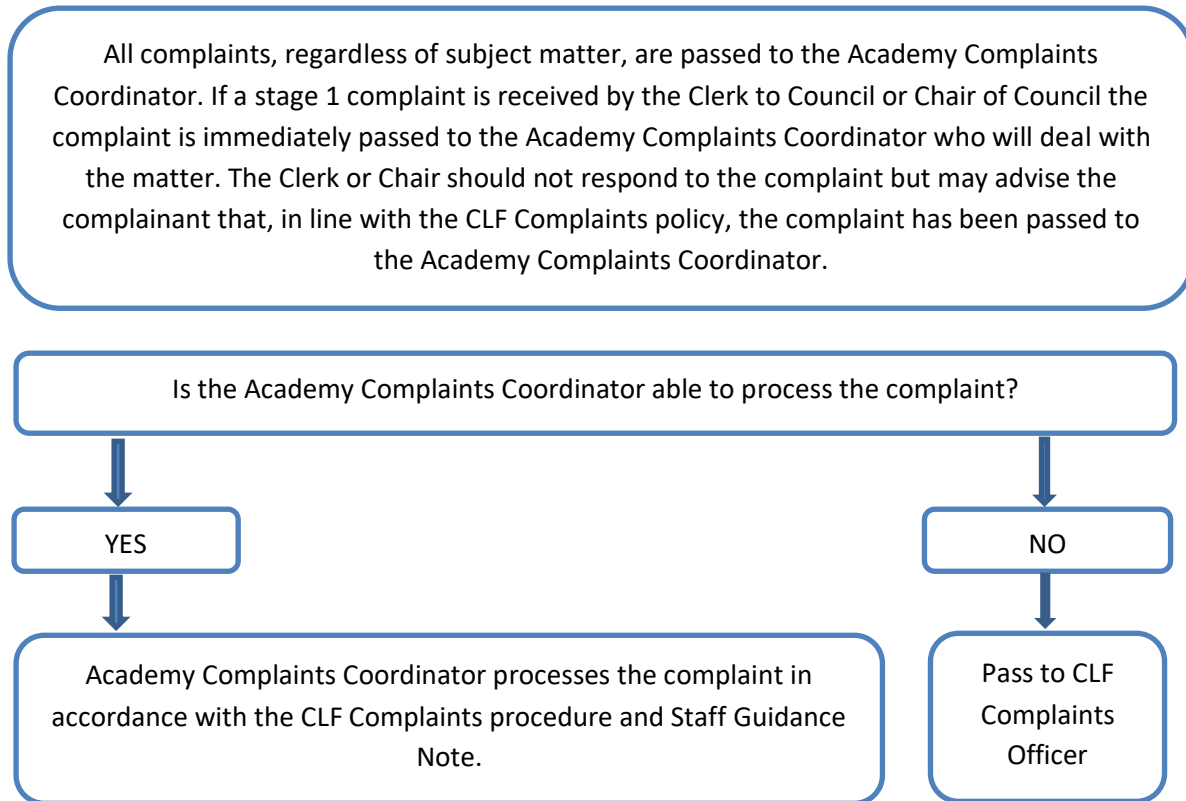 All complaints, regardless of subject matter, are passed to the Academy Complaints
Coordinator. If a stage 1 complaint is received by the Clerk to Council or Chair of Council the
complaint is immediately passed to the Academy Complaints Coordinator who will deal with
the matter. The Clerk or Chair should not respond to the complaint but may advise the
complainant that, in line with the CLF Complaints policy, the complaint has been passed to
the Academy Complaints Coordinator.
Is the Academy Complaints Coordinator able to process the complaint?
YES
NO
Academy Complaints Coordinator processes the complaint in
accordance with the CLF Complaints procedure and Staff Guidance
Note.
Pass to CLF
Complaints
Officer